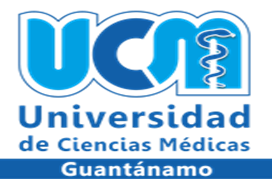 UCM
Universidad
de Ciencias Médicas
Guantánamo